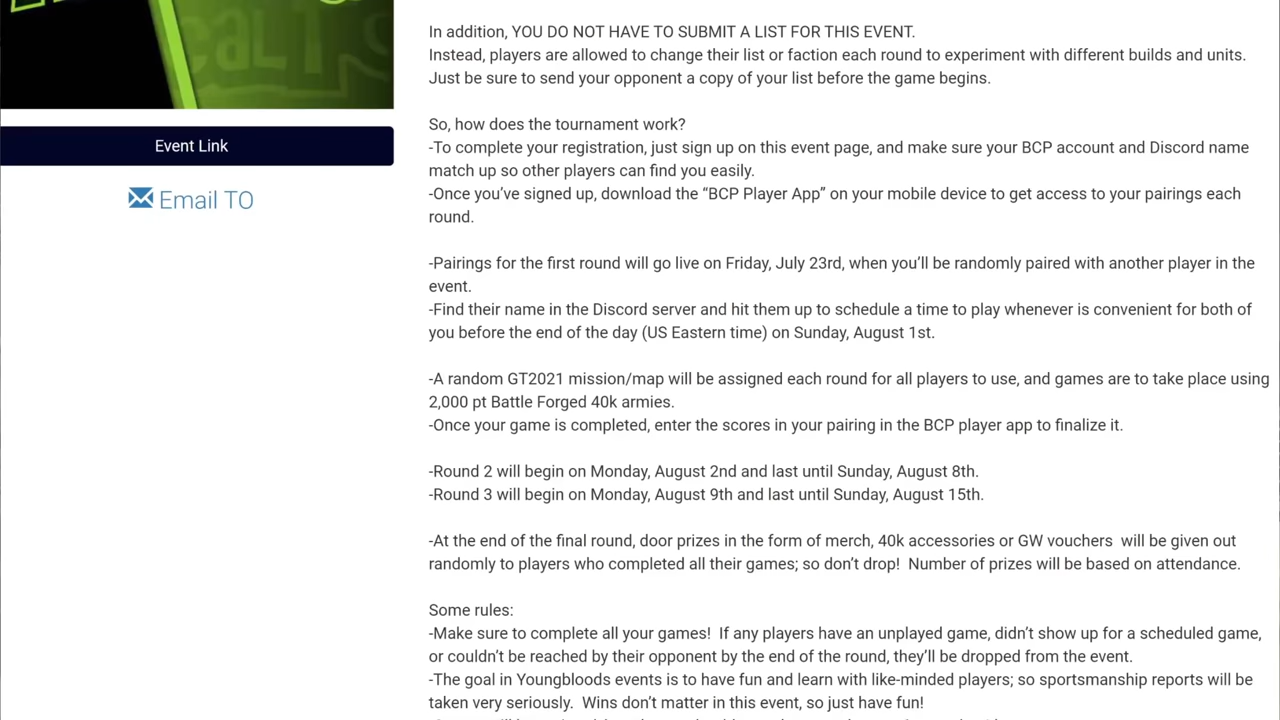 In addition, YOU DO NOT HAVE TO SUBMIT A LIST FOR THIS EVENT.
Instead, players are allowed to change their list or faction each round to experiment with different builds and units.
Just be sure to send your opponent a copy of your list before the game begins.
Event Link
Email TO
So, how does the tournament work?
-To complete your registration, just sign up on this event page, and make sure your BCP account and Discord name
match up so other players can find you easily.
-Once you’ve signed up, download the “BCP Player App” on your mobile device to get access to your pairings each
round.
-Pairings for the first round will go live on Friday, July 23rd, when you’ll be randomly paired with another player in the
event.
-Find their name in the Discord server and hit them up to schedule a time to play whenever is convenient for both of
you before the end of the day (US Eastern time) on Sunday, August 1st.
-A random GT2021 mission/map will be assigned each round for all players to use, and games are to take place using
2,000 pt Battle Forged 40k armies.
-Once your game is completed, enter the scores in your pairing in the BCP player app to finalize it.
-Round 2 will begin on Monday, August 2nd and last until Sunday, August 8th.
-Round 3 will begin on Monday, August 9th and last until Sunday, August 15th.
-At the end of the final round, door prizes in the form of merch, 40k accessories or GW vouchers  will be given out
randomly to players who completed all their games; so don’t drop!  Number of prizes will be based on attendance.
Some rules:
-Make sure to complete all your games!  If any players have an unplayed game, didn’t show up for a scheduled game,
or couldn’t be reached by their opponent by the end of the round, they’ll be dropped from the event.
-The goal in Youngbloods events is to have fun and learn with like-minded players; so sportsmanship reports will be
taken very seriously.  Wins don’t matter in this event, so just have fun!